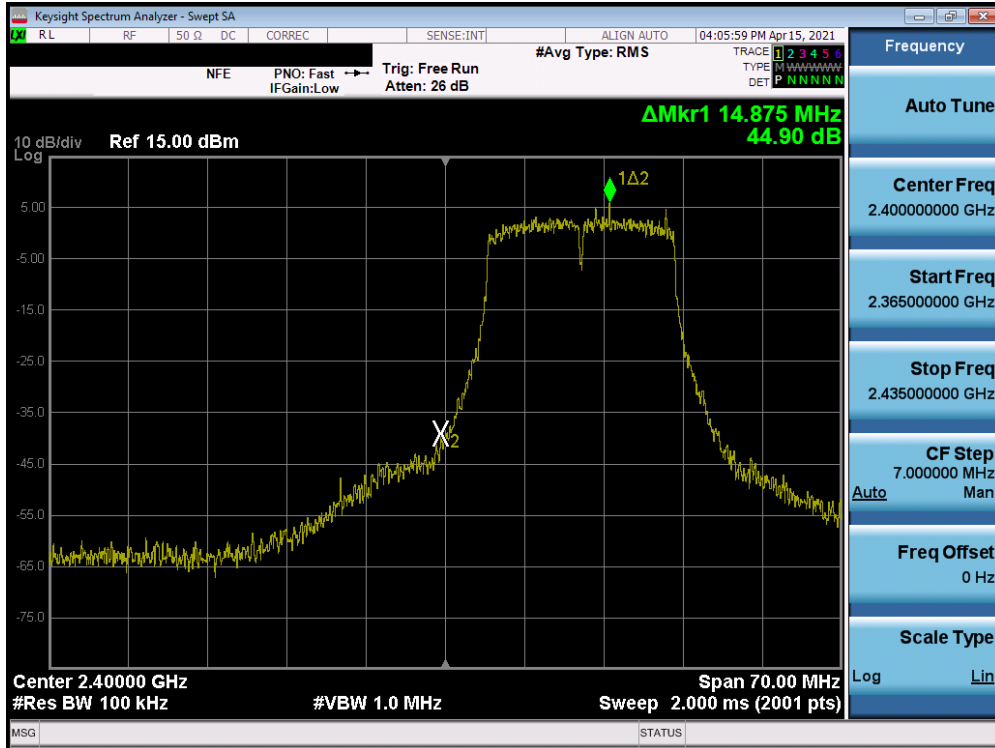 Keysight Spectrum Analyzer - Swept SA
LXI RL RF 50 Ω DC CORREC SENSE:INT ALIGN AUTO 04:05:59 PM Apr 15, 2021
NFE PNO: Fast Trig: Free Run #Avg Type: RMS TRACE 1 2 3 4 5 6
IFGain:Low Atten: 26 dB TYPE M W W W W W
DET P N N N N N
ΔMkr1 14.875 MHz
44.90 dB
10 dB/div Ref 15.00 dBm
Log
1Δ2
5.00
-5.00
-15.0
-25.0
-35.0
2
-45.0
-55.0
-65.0
-75.0
Center 2.40000 GHz Span 70.00 MHz
#Res BW 100 kHz #VBW 1.0 MHz Sweep 2.000 ms (2001 pts)
MSG STATUS
Frequency
Auto Tune
Center Freq
2.400000000 GHz
Start Freq
2.365000000 GHz
Stop Freq
2.435000000 GHz
CF Step
7.000000 MHz
Auto Man
Freq Offset
0 Hz
Scale Type
Log Lin